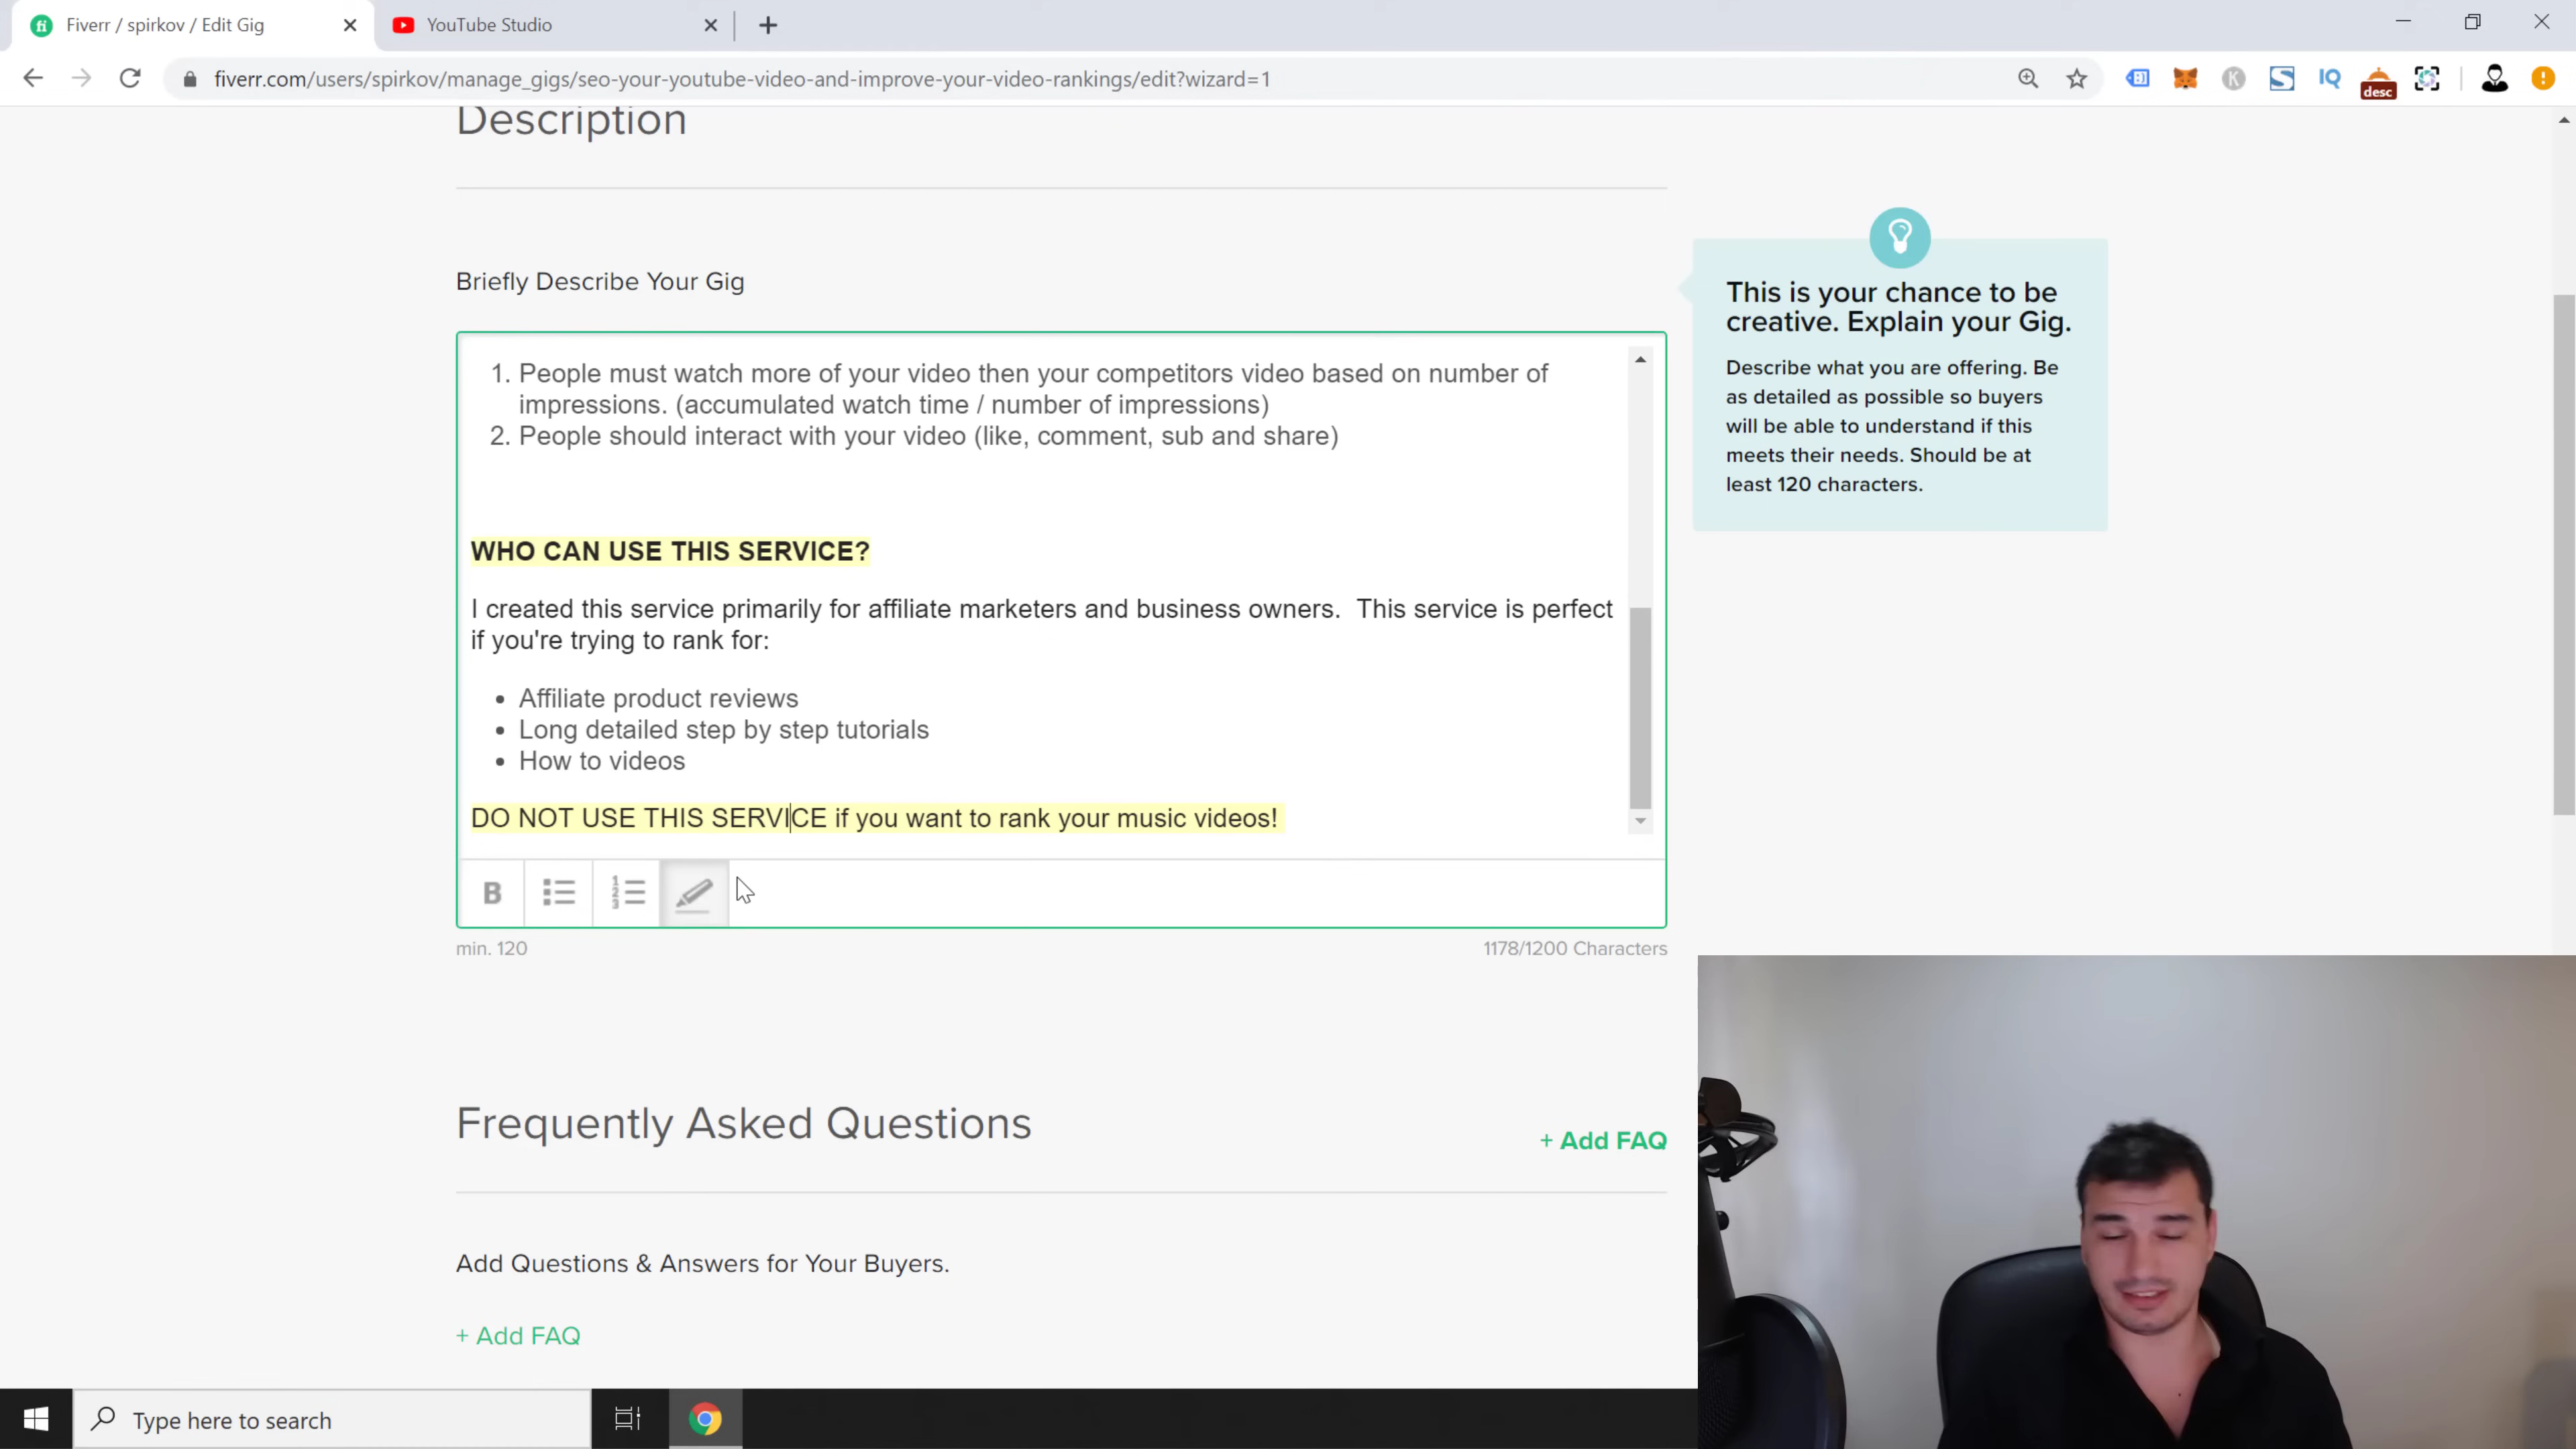 Fiverr / spirkov / Edit Gig
YouTube Studio
fiverr.com/users/spirkov/manage_gigs/seo-your-youtube-video-and-improve-your-video-rankings/edit?wizard=1
K
S
IQ
desc
Description
Briefly Describe Your Gig
1. People must watch more of your video then your competitors video based on number of
impressions. (accumulated watch time / number of impressions)
2. People should interact with your video (like, comment, sub and share)
WHO CAN USE THIS SERVICE?
I created this service primarily for affiliate marketers and business owners.  This service is perfect
if you're trying to rank for:
• Affiliate product reviews
• Long detailed step by step tutorials
• How to videos
DO NOT USE THIS SERVICE if you want to rank your music videos!
B
min. 120
1178/1200 Characters
This is your chance to be
creative. Explain your Gig.
Describe what you are offering. Be
as detailed as possible so buyers
will be able to understand if this
meets their needs. Should be at
least 120 characters.
Frequently Asked Questions
+ Add FAQ
Add Questions & Answers for Your Buyers.
+ Add FAQ
Type here to search